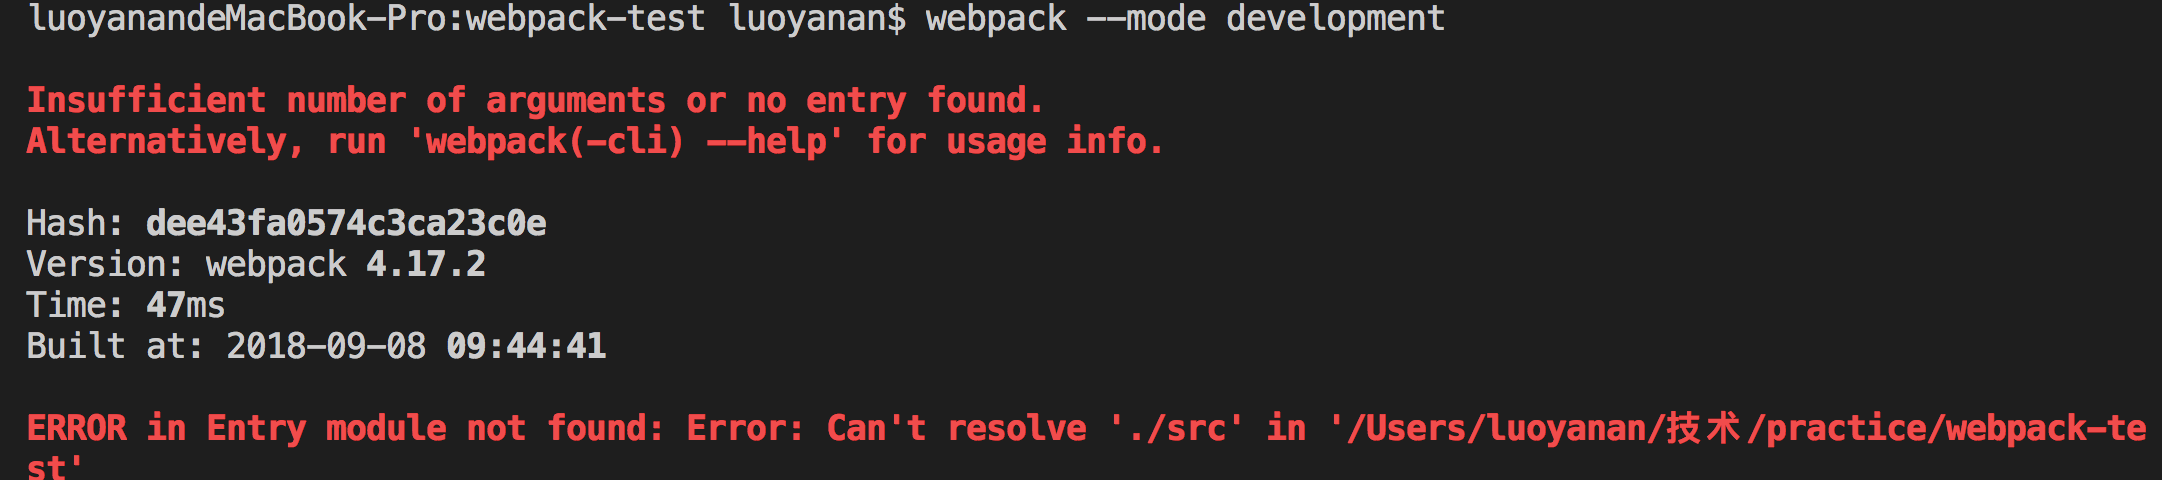 luoyanandeMacBook-Pro:webpack-test luoyanan$ webpack --mode development
Insufficient number of arguments or no entry found.
Alternatively, run 'webpack(-cli) --help' for usage info.
Hash: dee43fa0574c3ca23c0e
Version: webpack 4.17.2
Time: 47ms
Built at: 2018-09-08 09:44:41
ERROR in Entry module not found: Error: Can't resolve './src' in '/Users/luoyanan/技术/practice/webpack-te
st'